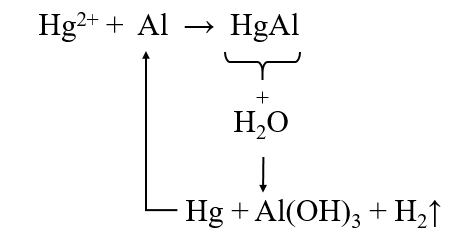 Hg²⁺ + Al → HgAl
+
H₂O
Hg + Al(OH)₃ + H₂↑